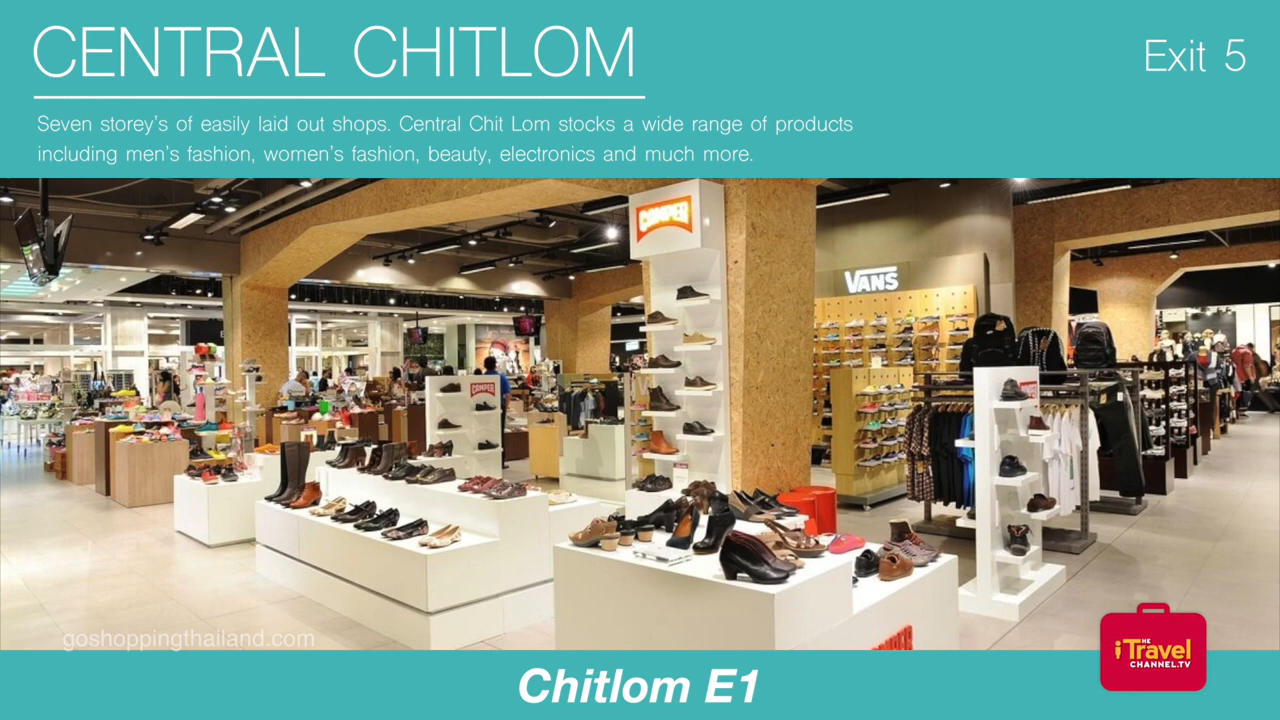 CENTRAL CHITLOM
Exit 5
Seven storey's of easily laid out shops. Central Chit Lom stocks a wide range of products
including men's fashion, women's fashion, beauty, electronics and much more.
CAMPER
VANS
CAMPER
goshoppingthailand.com
THE
iTravel
CHANNEL.TV
Chitlom E1